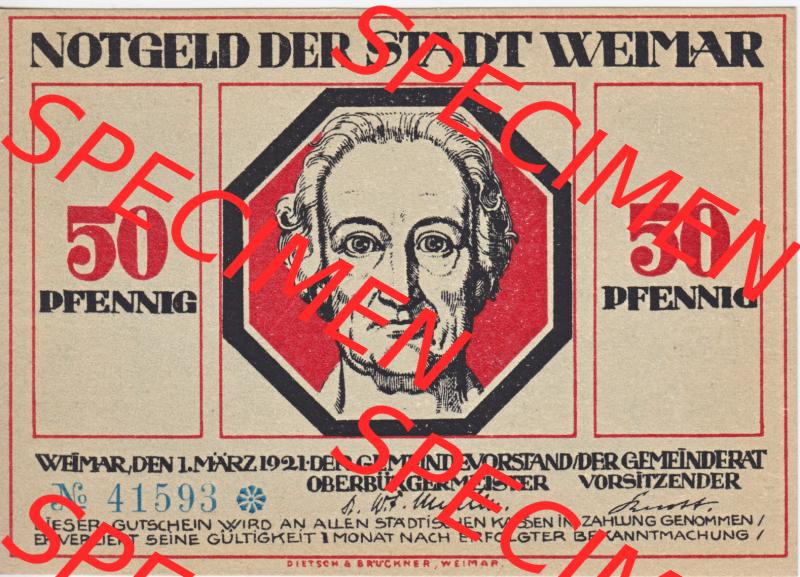 NOTGELD DER STADT WEIMAR
50
PFENNIG
50
PFENNIG
WEIMAR, DEN 1. MÄRZ 1921 · DER GEMEINDEVORSTAND / DER GEMEINDERAT
OBERBÜRGERMEISTER VORSITZENDER
No 41593
DIESER GUTSCHEIN WIRD AN ALLEN STÄDTISCHEN KASSEN IN ZAHLUNG GENOMMEN /
ER VERLIERT SEINE GÜLTIGKEIT 1 MONAT NACH ERFOLGTER BEKANNTMACHUNG /
DIETSCH & BRÜCKNER, WEIMAR.
SPECIMEN
SPECIMEN
SPECIMEN
SPECIMEN